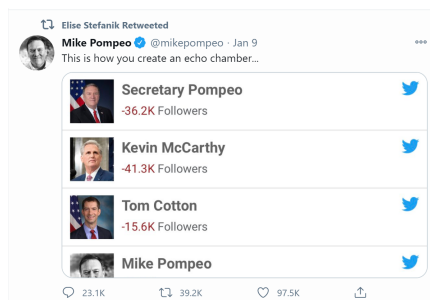 Elise Stefanik Retweeted
Mike Pompeo @mikepompeo · Jan 9
This is how you create an echo chamber...
Secretary Pompeo
-36.2K Followers
Kevin McCarthy
-41.3K Followers
Tom Cotton
-15.6K Followers
Mike Pompeo
23.1K 39.2K 97.5K